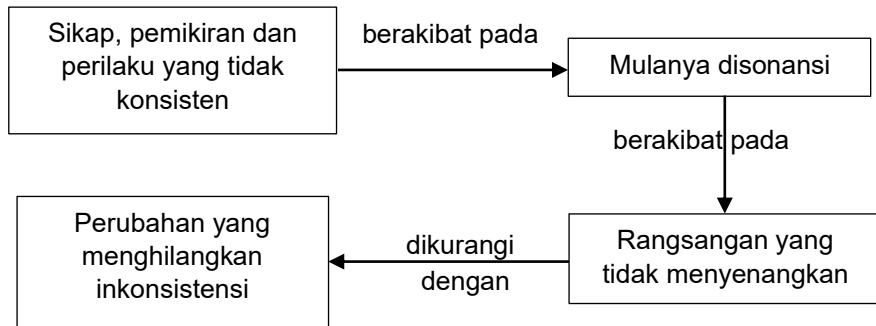 Sikap, pemikiran dan
perilaku yang tidak
konsisten
berakibat pada
Mulanya disonansi
berakibat pada
Rangsangan yang
tidak menyenangkan
dikurangi
dengan
Perubahan yang
menghilangkan
inkonsistensi